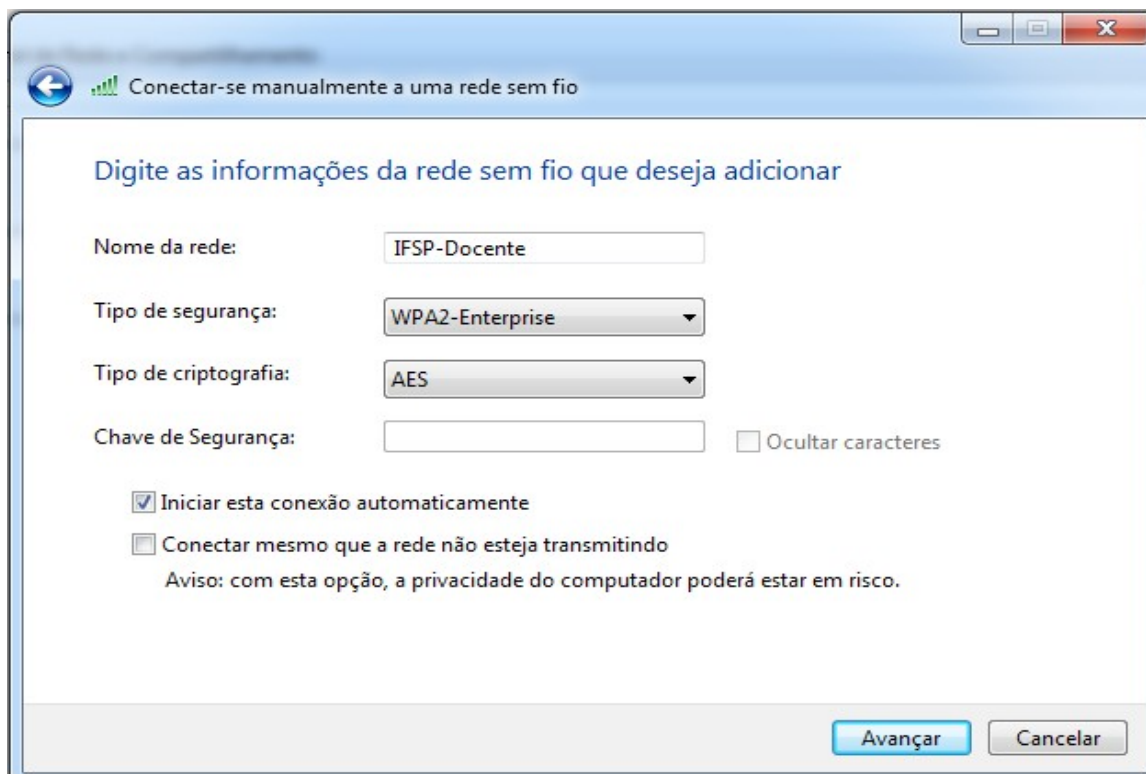 Conectar-se manualmente a uma rede sem fio
Digite as informações da rede sem fio que deseja adicionar
Nome da rede: IFSP-Docente
Tipo de segurança: WPA2-Enterprise
Tipo de criptografia: AES
Chave de Segurança: Ocultar caracteres
Iniciar esta conexão automaticamente
Conectar mesmo que a rede não esteja transmitindo
Aviso: com esta opção, a privacidade do computador poderá estar em risco.
Avançar Cancelar